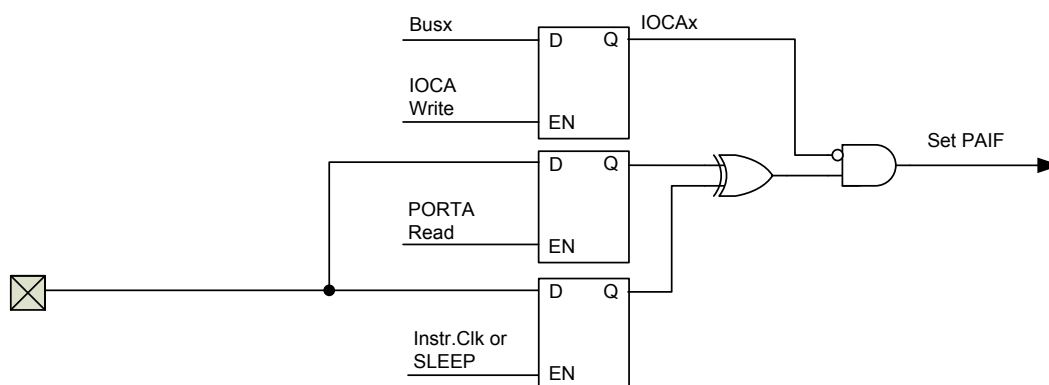 Busx
D
Q
IOCAx
IOCA
Write
EN
Set PAIF
D
Q
PORTA
Read
EN
D
Q
Instr.Clk or
SLEEP
EN